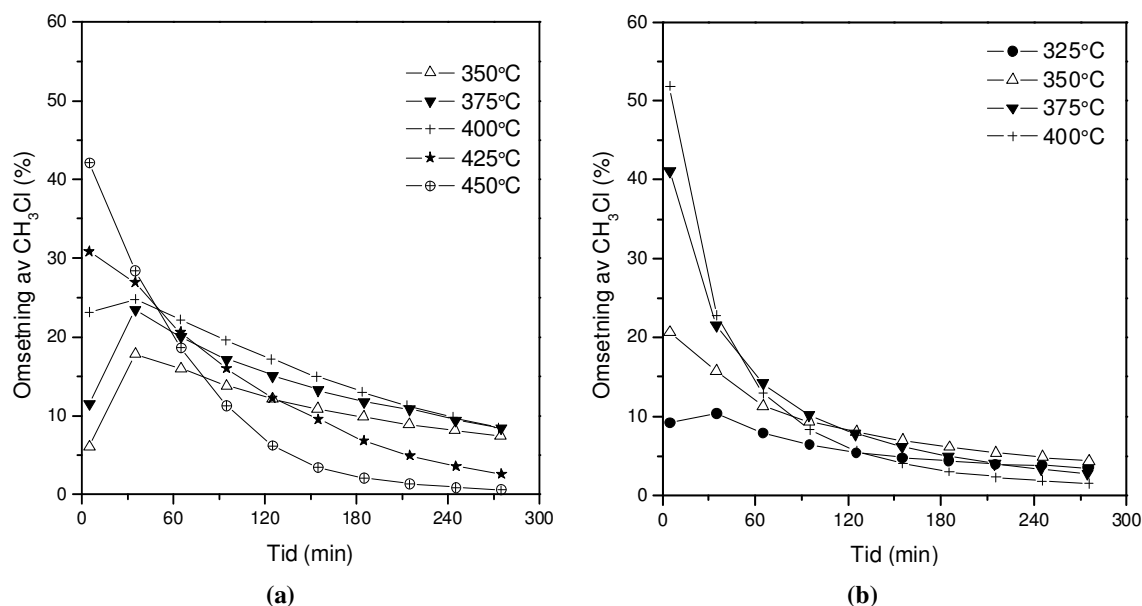 60
50
40
30
20
10
0
Omsetning av CH₃Cl (%)
350°C
375°C
400°C
425°C
450°C
0 60 120 180 240 300
Tid (min)
(a)
60
50
40
30
20
10
0
Omsetning av CH₃Cl (%)
325°C
350°C
375°C
400°C
0 60 120 180 240 300
Tid (min)
(b)